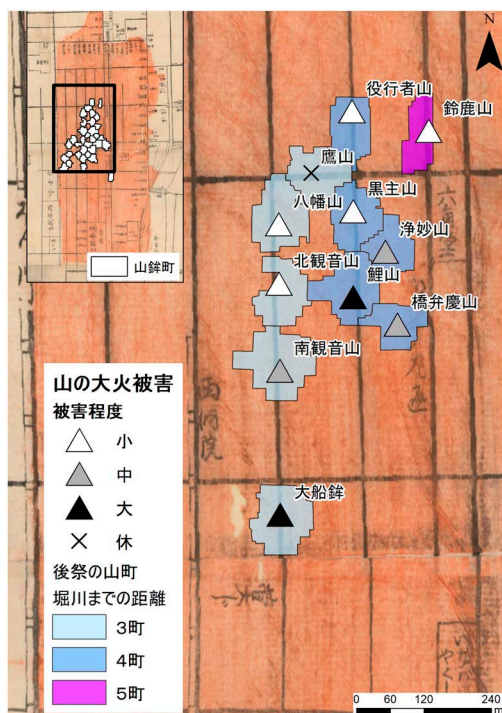 N
役行者山
鈴鹿山
鷹山
八幡山
黒主山
浄妙山
北観音山
鯉山
橋弁慶山
南観音山
大船鉾
山鉾町
山の大火被害
被害程度
小
中
大
休
後祭の山町
堀川までの距離
3町
4町
5町
西洞院
0 60 120 240
m